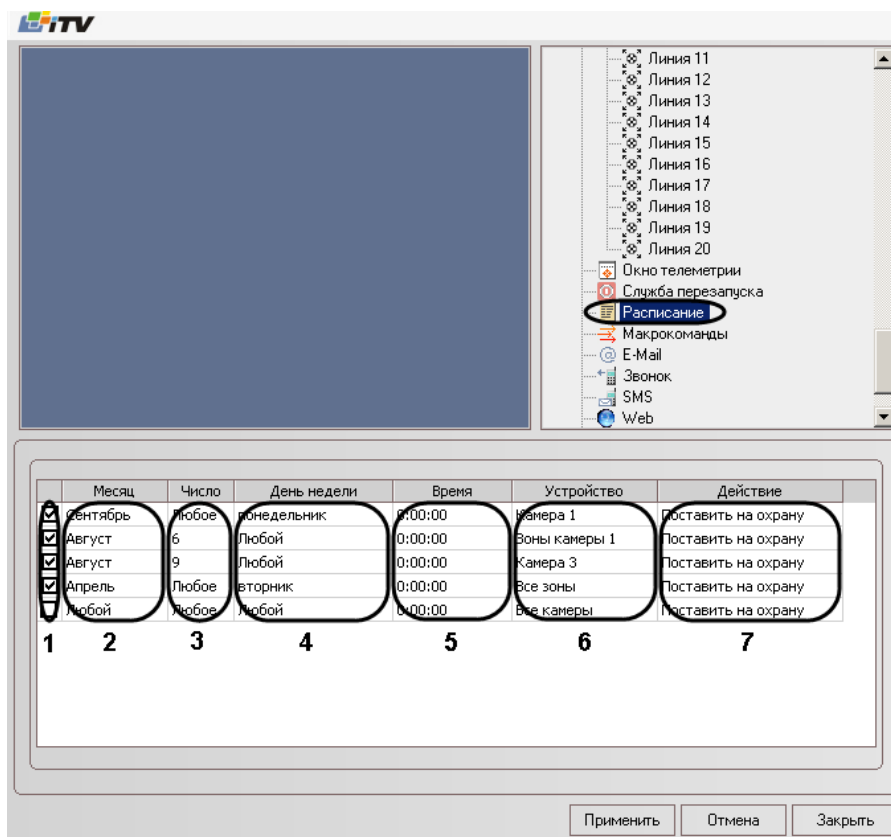 iTV
Линия 11
Линия 12
Линия 13
Линия 14
Линия 15
Линия 16
Линия 17
Линия 18
Линия 19
Линия 20
Окно телеметрии
Служба перезапуска
Расписание
Макрокоманды
E-Mail
Звонок
SMS
Web
Месяц Число День недели Время Устройство Действие
Сентябрь Любое понедельник 0:00:00 Камера 1 Поставить на охрану
Август 6 Любой 0:00:00 Зоны камеры 1 Поставить на охрану
Август 9 Любой 0:00:00 Камера 3 Поставить на охрану
Апрель Любое вторник 0:00:00 Все зоны Поставить на охрану
Любой Любое Любой 0:00:00 Все камеры Поставить на охрану
1 2 3 4 5 6 7
Применить Отмена Закрыть